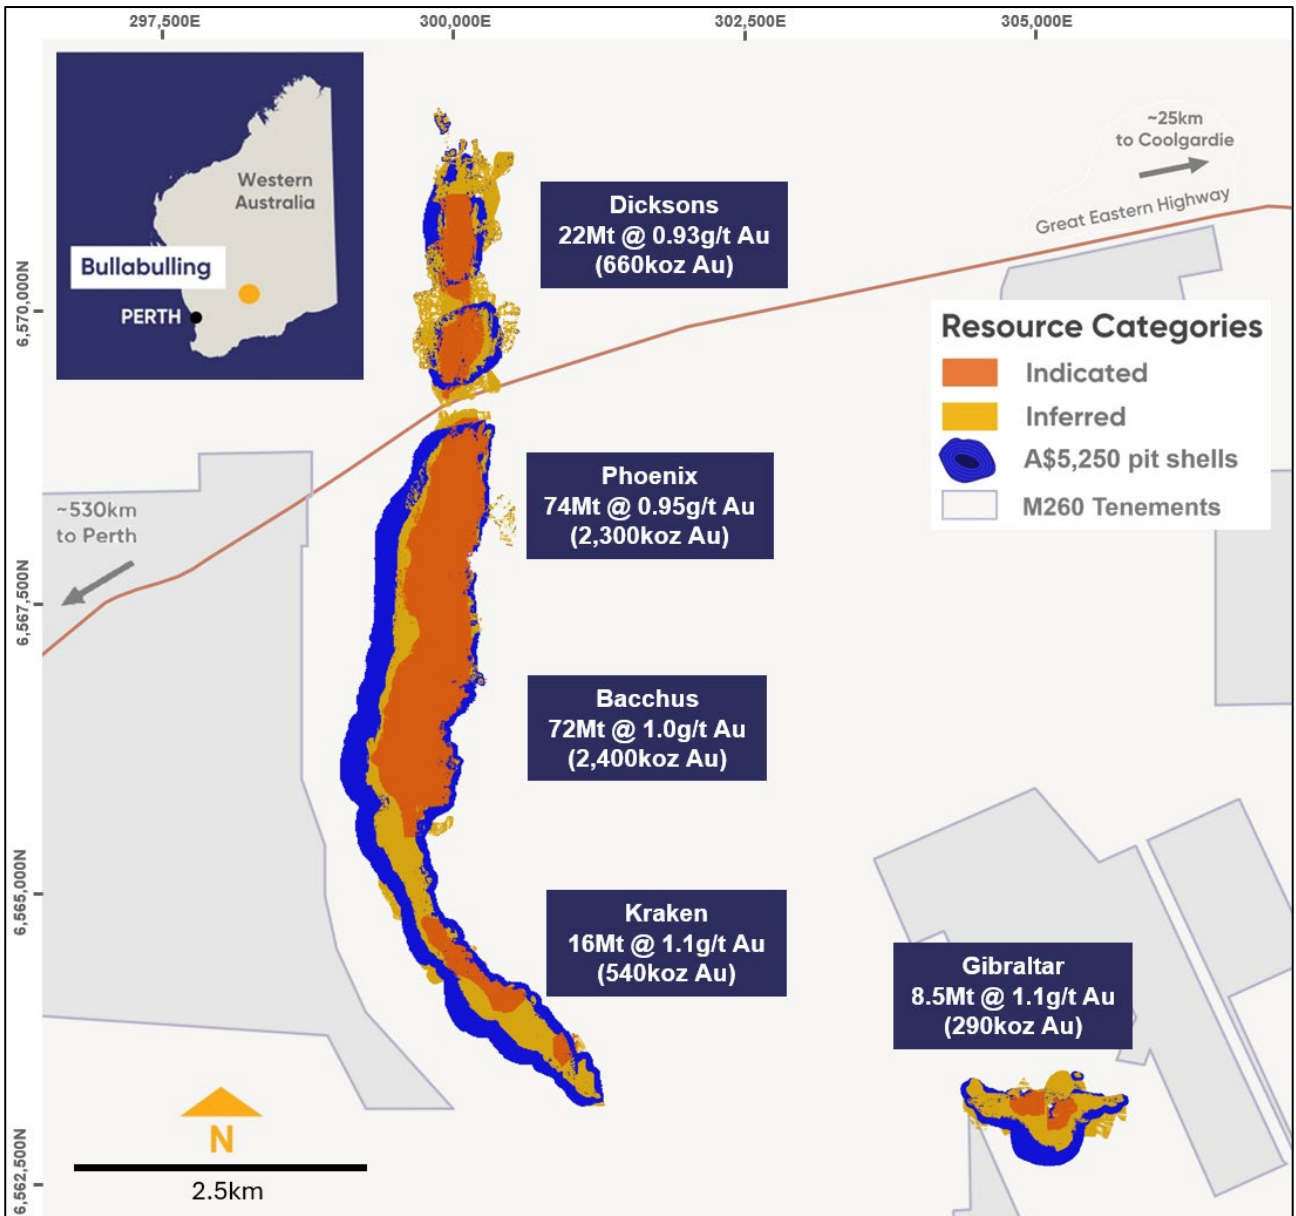 297,500E
300,000E
302,500E
305,000E
Western
Australia
Bullabulling
PERTH
~25km
to Coolgardie
Great Eastern Highway
Dicksons
22Mt @ 0.93g/t Au
(660koz Au)
6,570,000N
Resource Categories
Indicated
Inferred
A$5,250 pit shells
M260 Tenements
Phoenix
74Mt @ 0.95g/t Au
(2,300koz Au)
~530km
to Perth
6,567,500N
Bacchus
72Mt @ 1.0g/t Au
(2,400koz Au)
6,565,000N
Kraken
16Mt @ 1.1g/t Au
(540koz Au)
Gibraltar
8.5Mt @ 1.1g/t Au
(290koz Au)
N
2.5km
6,562,500N